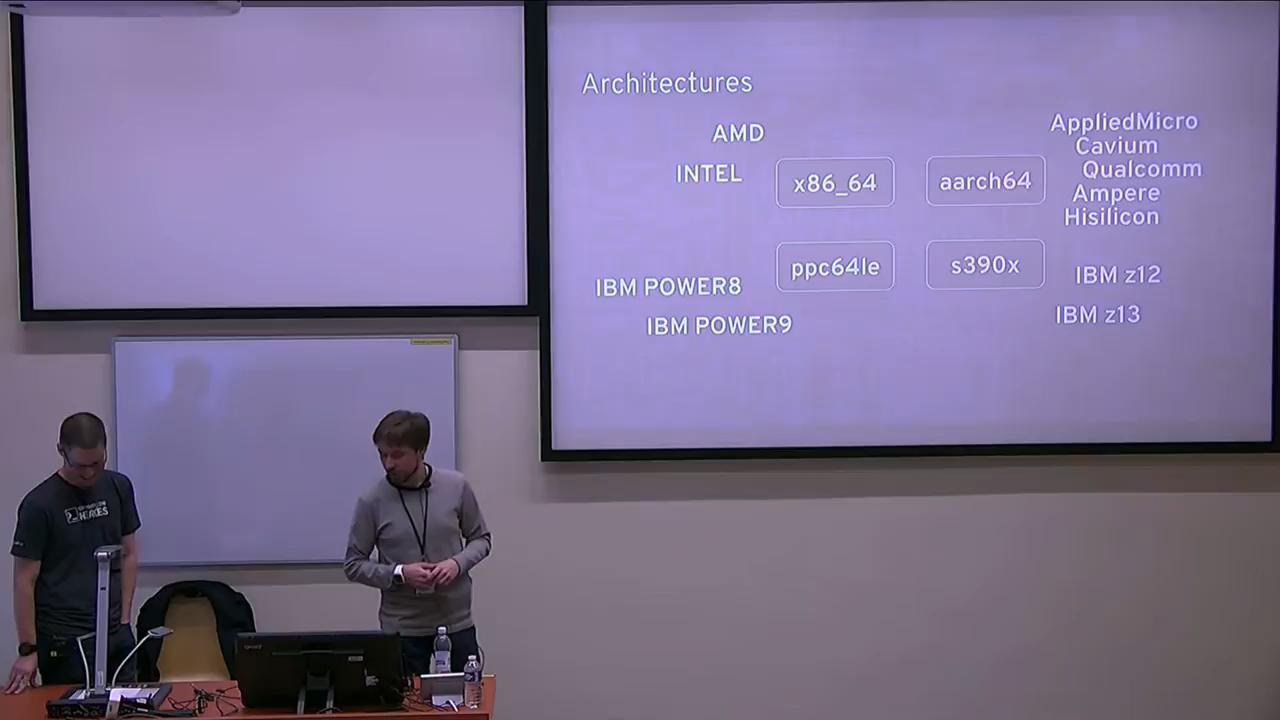 Architectures
AMD
INTEL
x86_64
aarch64
AppliedMicro
Cavium
Qualcomm
Ampere
Hisilicon
IBM POWER8
IBM POWER9
ppc64le
s390x
IBM z12
IBM z13
HEROES